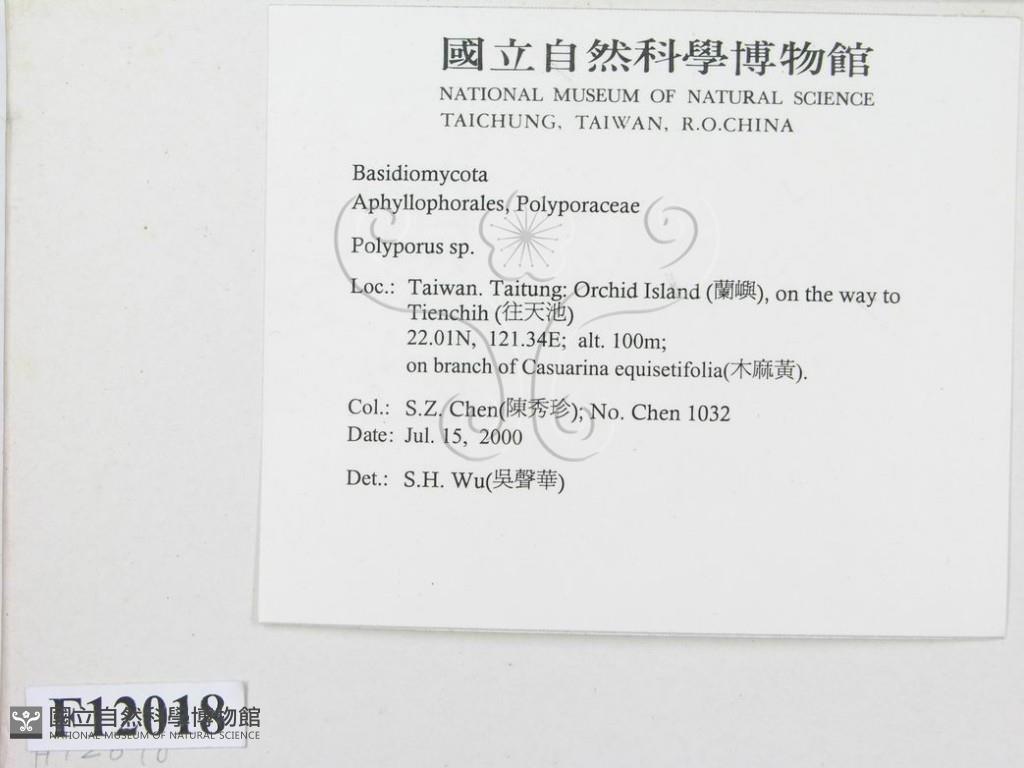 國立自然科學博物館
NATIONAL MUSEUM OF NATURAL SCIENCE
TAICHUNG, TAIWAN, R.O.CHINA
Basidiomycota
Aphyllophorales, Polyporaceae
Polyporus sp.
Loc.: Taiwan. Taitung: Orchid Island (蘭嶼), on the way to
Tienchih (往天池)
22.01N, 121.34E; alt. 100m;
on branch of Casuarina equisetifolia(木麻黃).
Col.: S.Z. Chen(陳秀珍); No. Chen 1032
Date: Jul. 15, 2000
Det.: S.H. Wu(吳聲華)
F12018
國立自然科學博物館
NATIONAL MUSEUM OF NATURAL SCIENCE